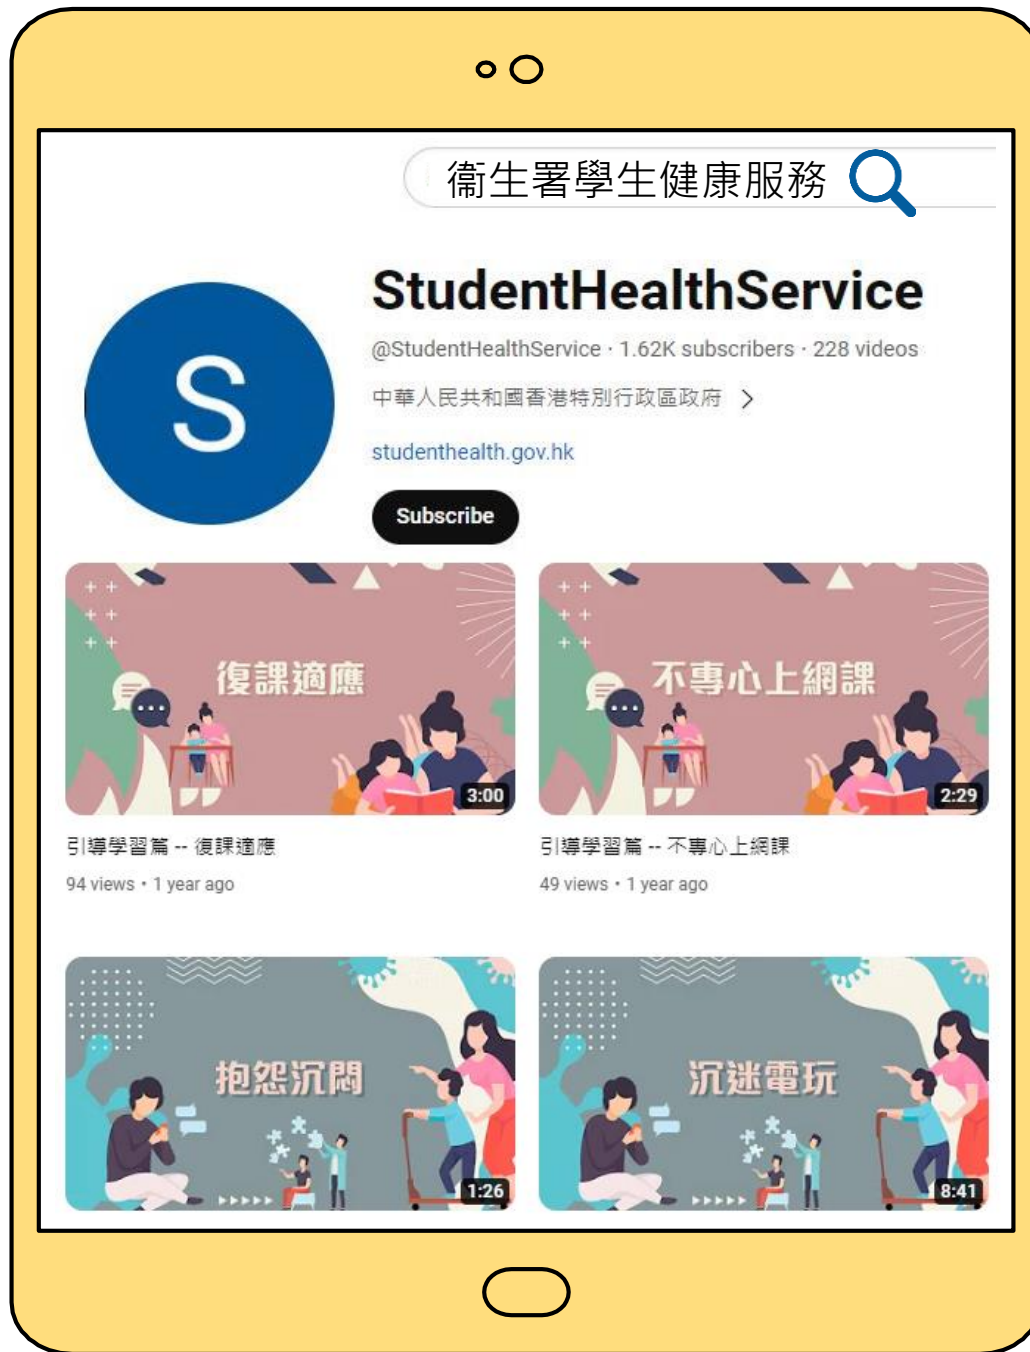 衞生署學生健康服務
StudentHealthService
S
@StudentHealthService · 1.62K subscribers · 228 videos
中華人民共和國香港特別行政區政府 >
studenthealth.gov.hk
Subscribe
復課適應
3:00
不專心上網課
2:29
引導學習篇 -- 復課適應
94 views • 1 year ago
引導學習篇 -- 不專心上網課
49 views • 1 year ago
抱怨沉悶
1:26
沉迷電玩
8:41